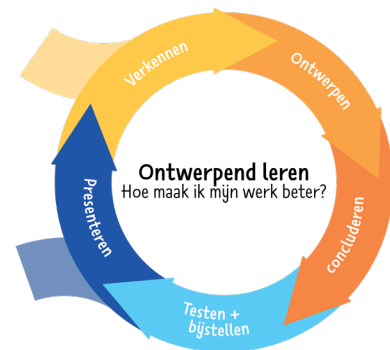 Verkennen
Ontwerpen
concluderen
Testen +
bijstellen
Presenteren
Ontwerpend leren
Hoe maak ik mijn werk beter?